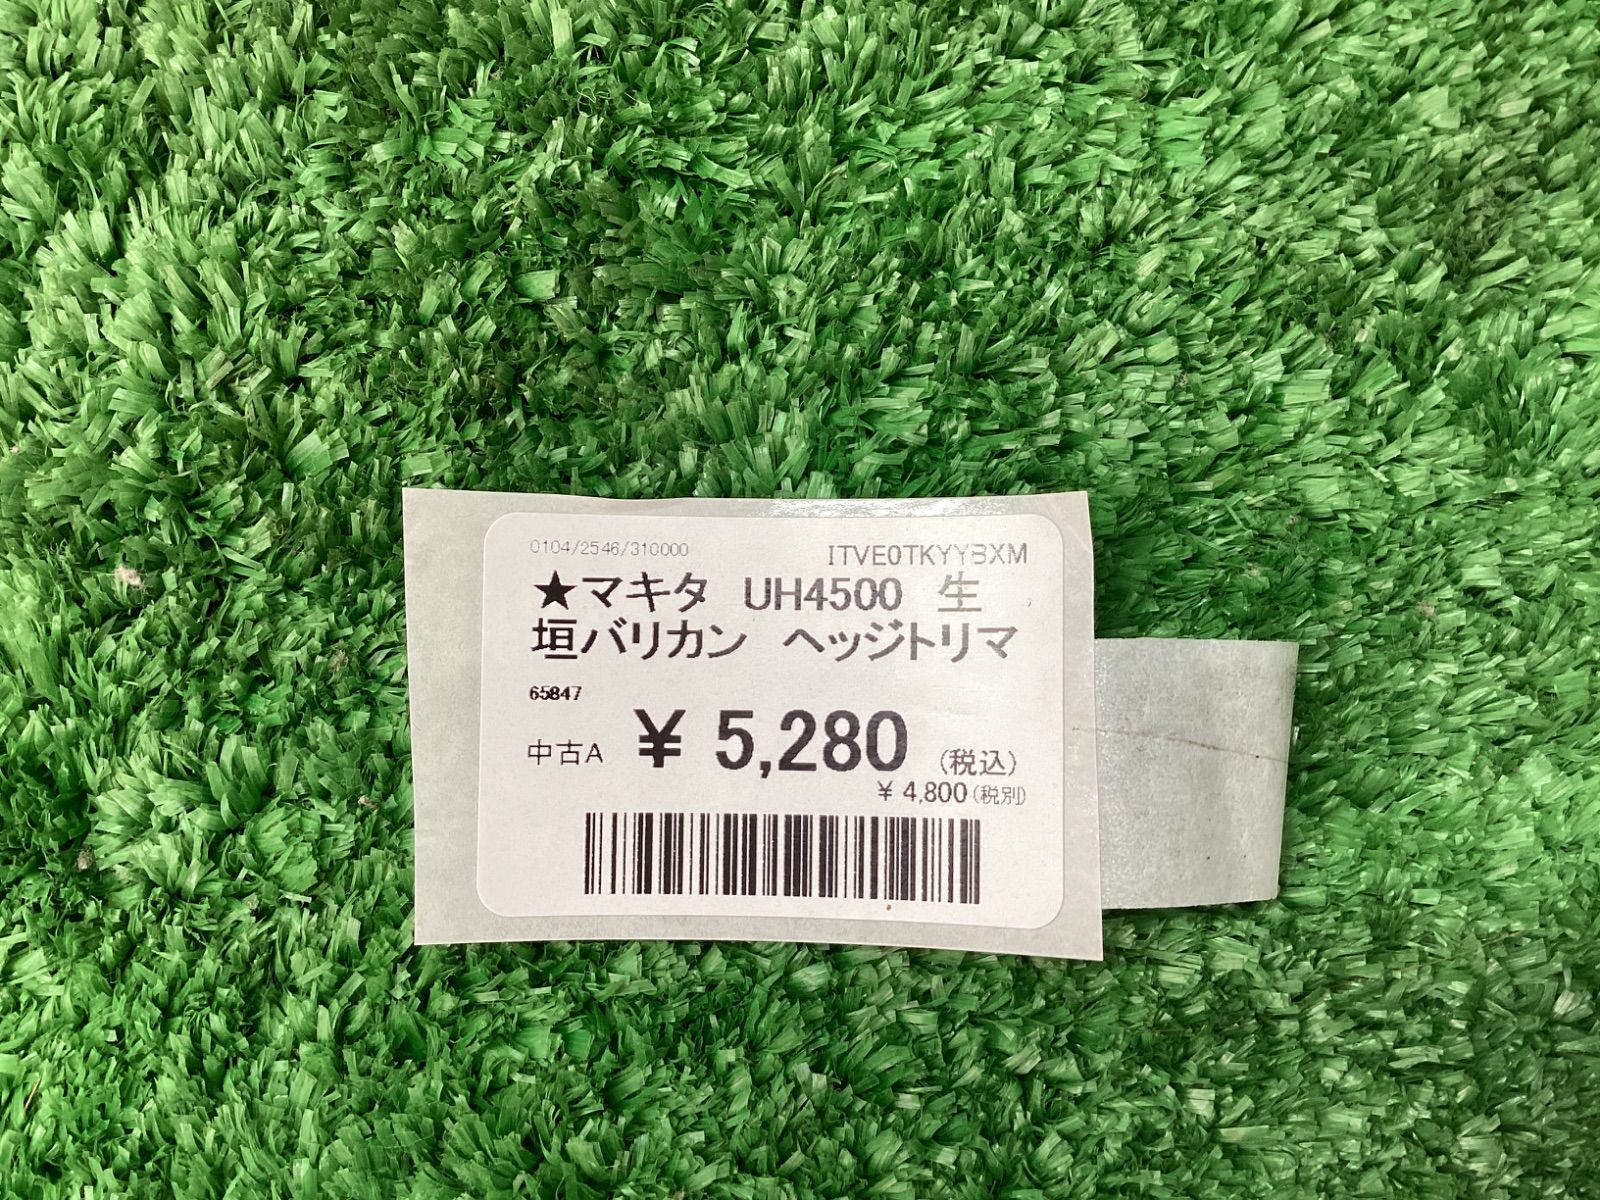 0104/2546/310000 ITVE0TKYYBXM
★マキタ UH4500 生
垣バリカン ヘッジトリマ
65847
中古A ¥ 5,280 (税込)
¥ 4,800(税別)